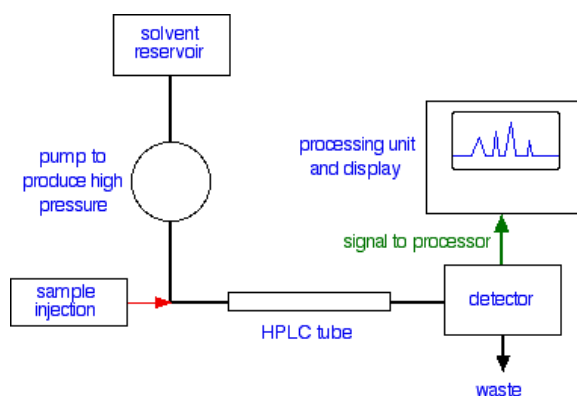 solvent
reservoir
pump to
produce high
pressure
processing unit
and display
signal to processor
sample
injection
HPLC tube
detector
waste